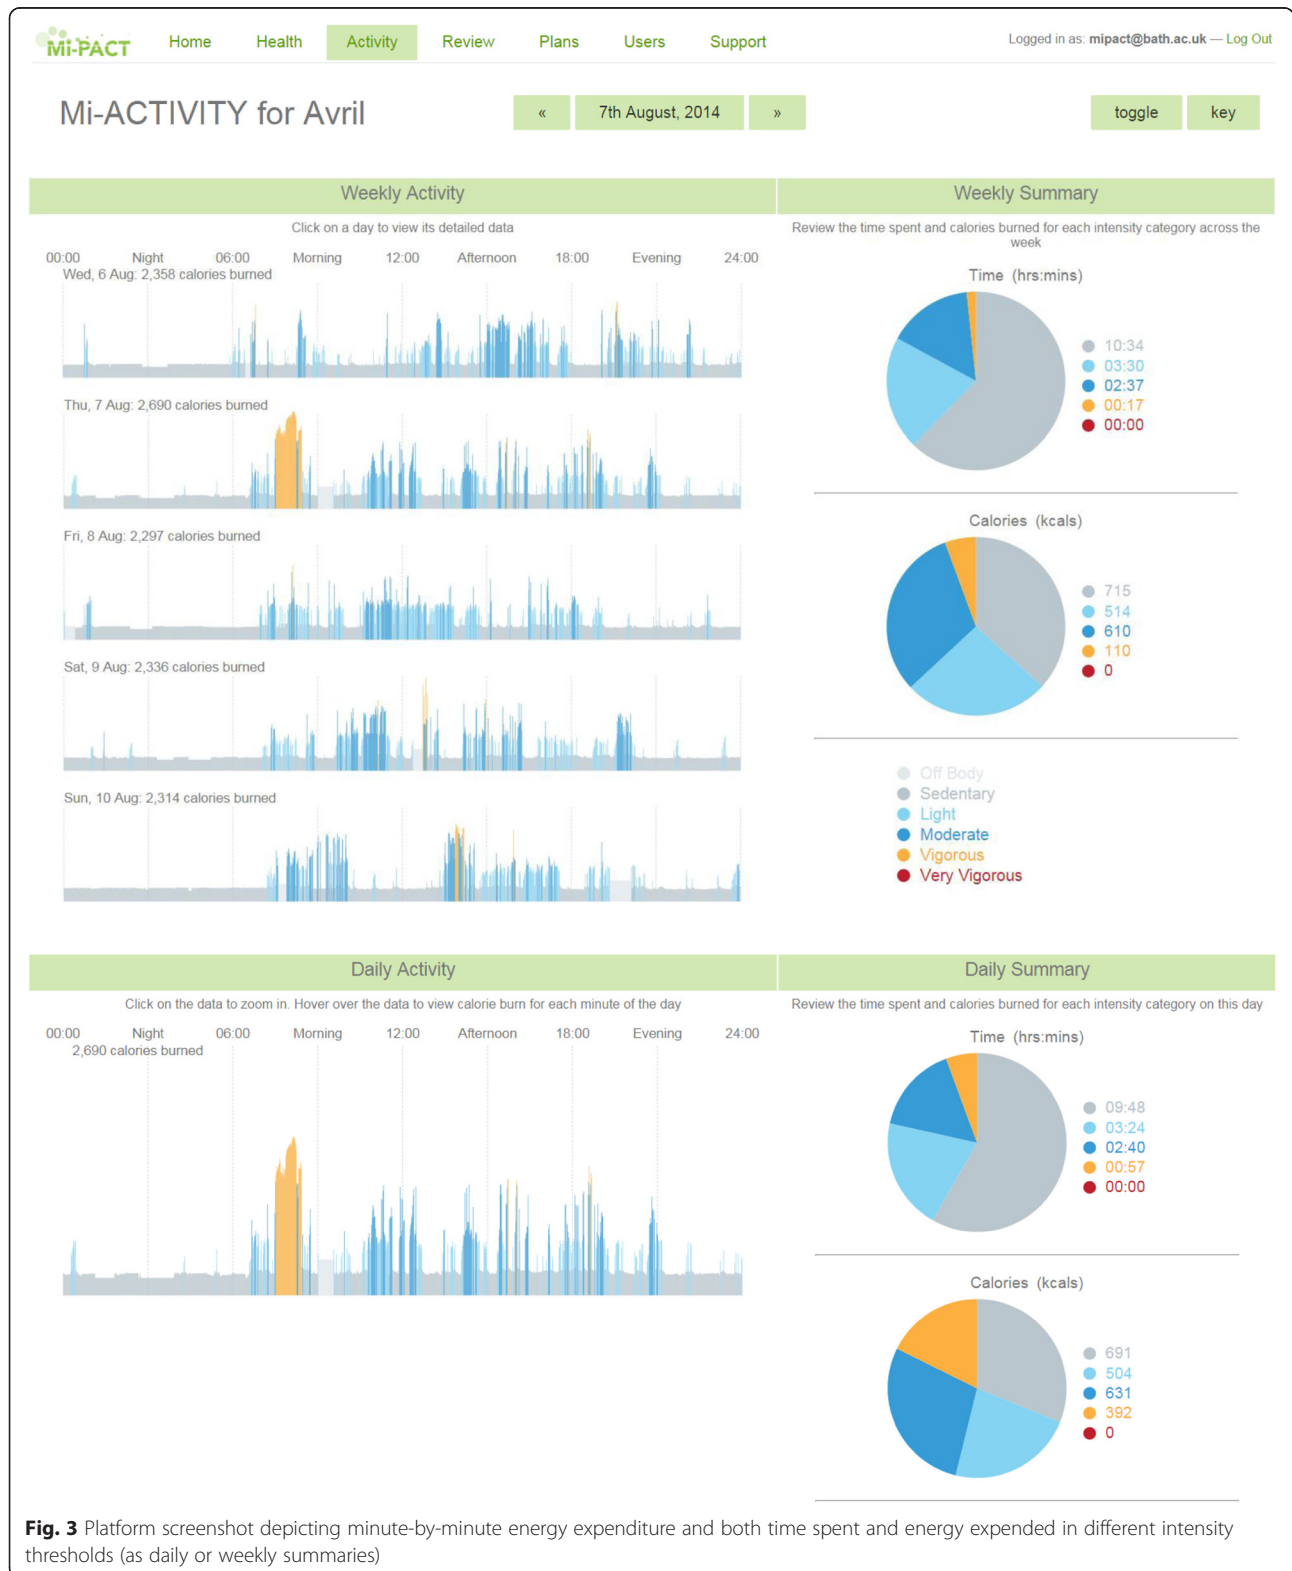 Mi-PACT
Home Health Activity Review Plans Users Support
Logged in as: mipact@bath.ac.uk — Log Out
Mi-ACTIVITY for Avril
« 7th August, 2014 »
toggle key
Weekly Activity
Click on a day to view its detailed data
00:00 Night 06:00 Morning 12:00 Afternoon 18:00 Evening 24:00
Wed, 6 Aug: 2,358 calories burned
Thu, 7 Aug: 2,690 calories burned
Fri, 8 Aug: 2,297 calories burned
Sat, 9 Aug: 2,336 calories burned
Sun, 10 Aug: 2,314 calories burned
Weekly Summary
Review the time spent and calories burned for each intensity category across the
week
Time (hrs:mins)
10:34
03:30
02:37
00:17
00:00
Calories (kcals)
715
514
610
110
0
Off Body
Sedentary
Light
Moderate
Vigorous
Very Vigorous
Daily Activity
Click on the data to zoom in. Hover over the data to view calorie burn for each minute of the day
00:00 Night 06:00 Morning 12:00 Afternoon 18:00 Evening 24:00
2,690 calories burned
Daily Summary
Review the time spent and calories burned for each intensity category on this day
Time (hrs:mins)
09:48
03:24
02:40
00:57
00:00
Calories (kcals)
691
504
631
392
0
Fig. 3 Platform screenshot depicting minute-by-minute energy expenditure and both time spent and energy expended in different intensity
thresholds (as daily or weekly summaries)